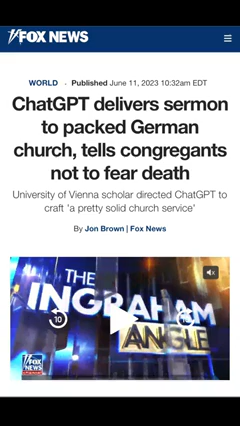 FOX NEWS
WORLD · Published June 11, 2023 10:32am EDT
ChatGPT delivers sermon
to packed German
church, tells congregants
not to fear death
University of Vienna scholar directed ChatGPT to
craft 'a pretty solid church service'
By Jon Brown | Fox News
THE
INGRAHAM
ANGLE
10
10
FOX
NEWS